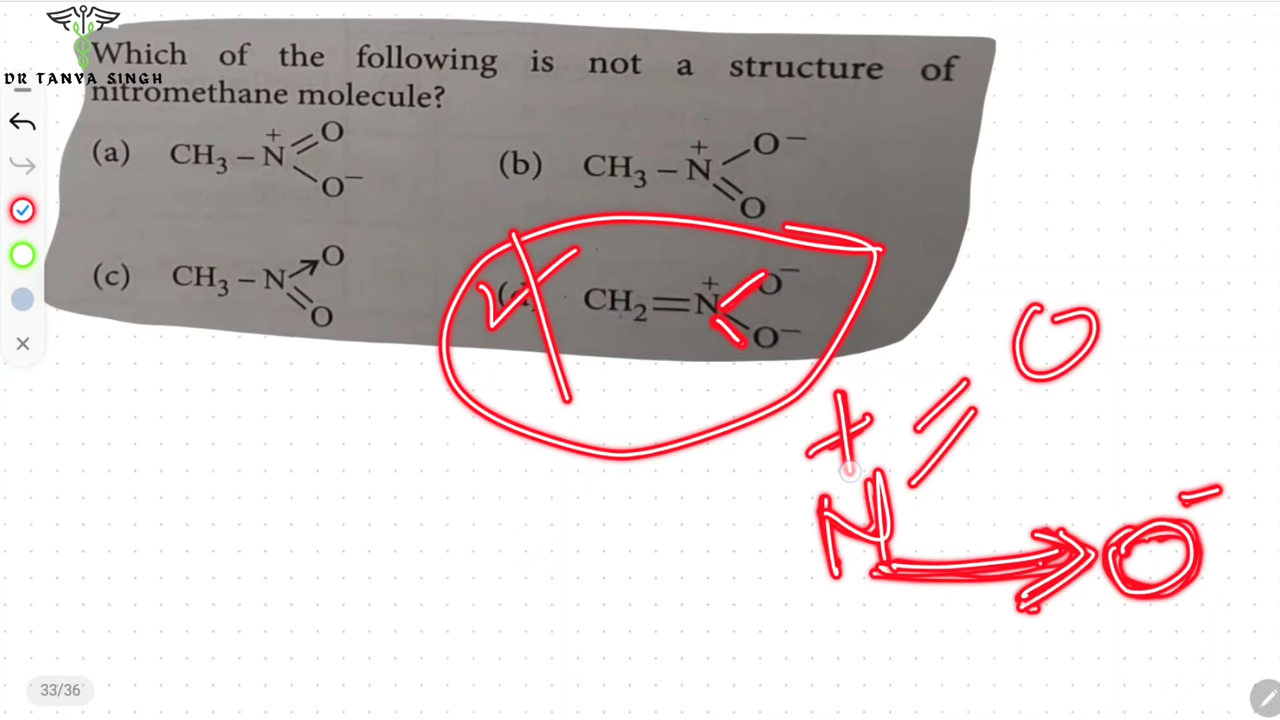 DR TANYA SINGH
Which of the following is not a structure of
nitromethane molecule?
(a) CH₃ – N⁺ =O –O⁻
(b) CH₃ – N⁺ –O⁻ =O
(c) CH₃ – N →O =O
(d) CH₂ = N⁺ –O⁻ –O⁻
+ O
N = → O⁻
33/36